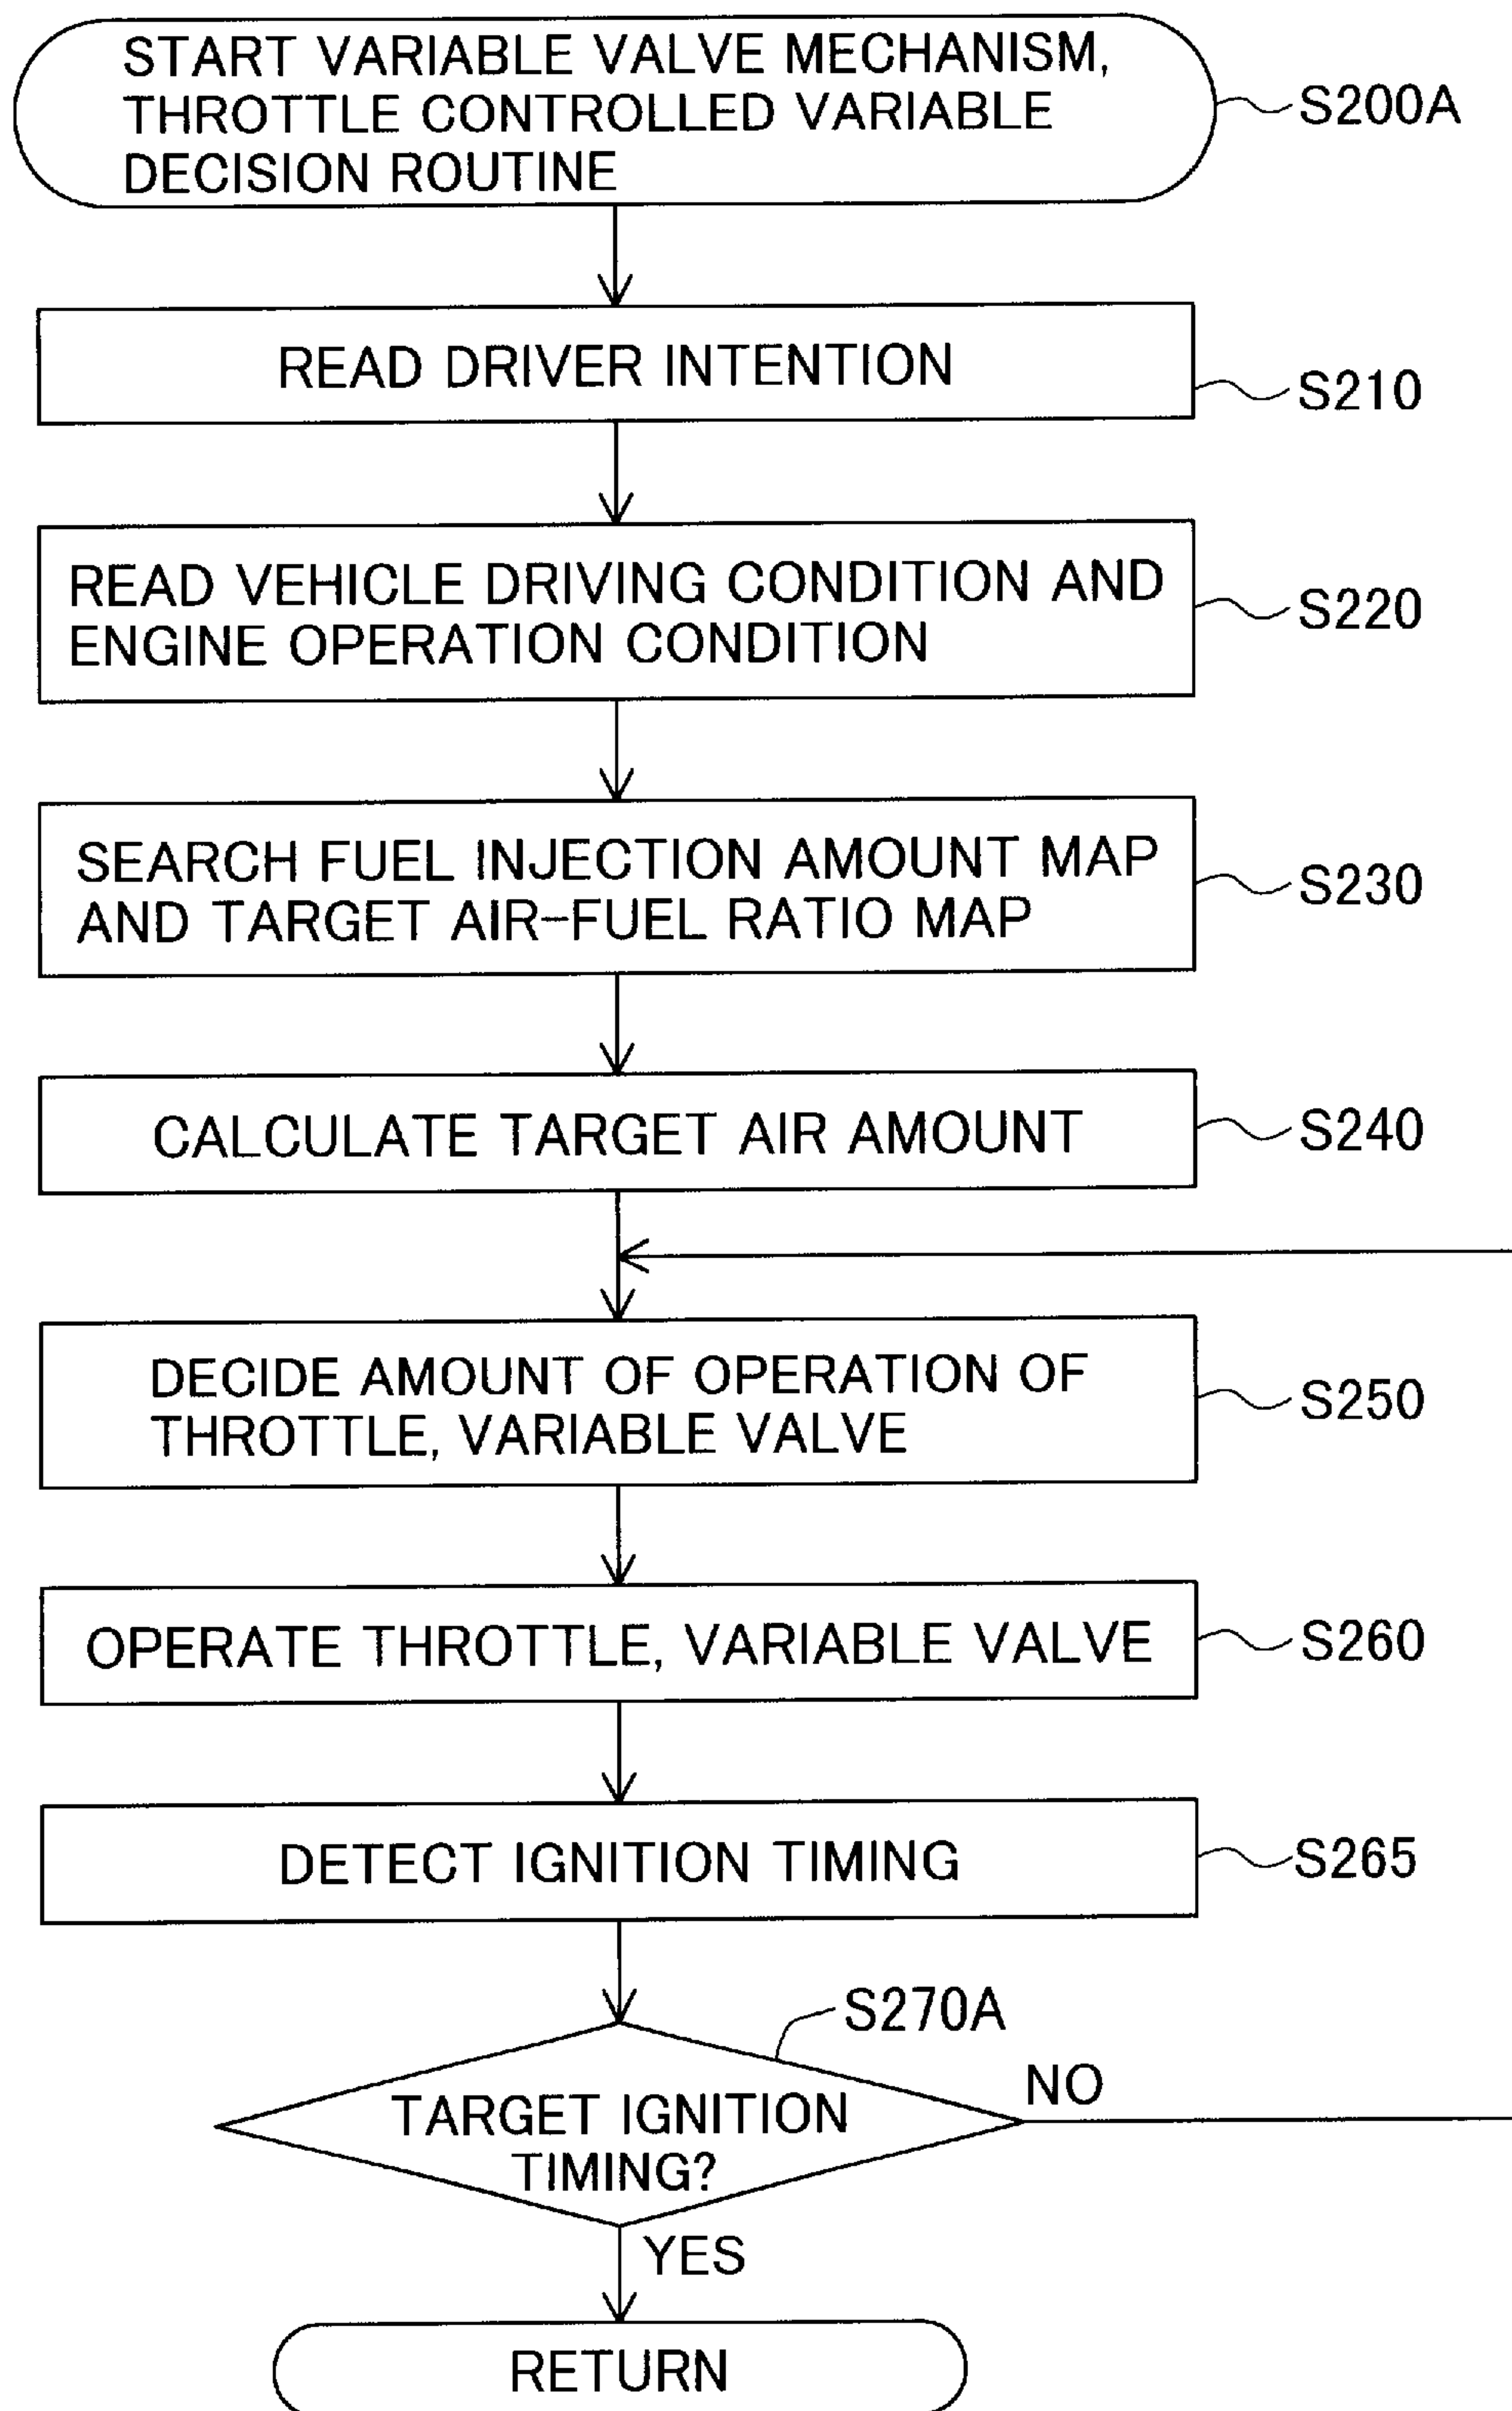 START VARIABLE VALVE MECHANISM,
THROTTLE CONTROLLED VARIABLE
DECISION ROUTINE
S200A
READ DRIVER INTENTION
S210
READ VEHICLE DRIVING CONDITION AND
ENGINE OPERATION CONDITION
S220
SEARCH FUEL INJECTION AMOUNT MAP
AND TARGET AIR-FUEL RATIO MAP
S230
CALCULATE TARGET AIR AMOUNT
S240
DECIDE AMOUNT OF OPERATION OF
THROTTLE, VARIABLE VALVE
S250
OPERATE THROTTLE, VARIABLE VALVE
S260
DETECT IGNITION TIMING
S265
S270A
TARGET IGNITION
TIMING?
NO
YES
RETURN